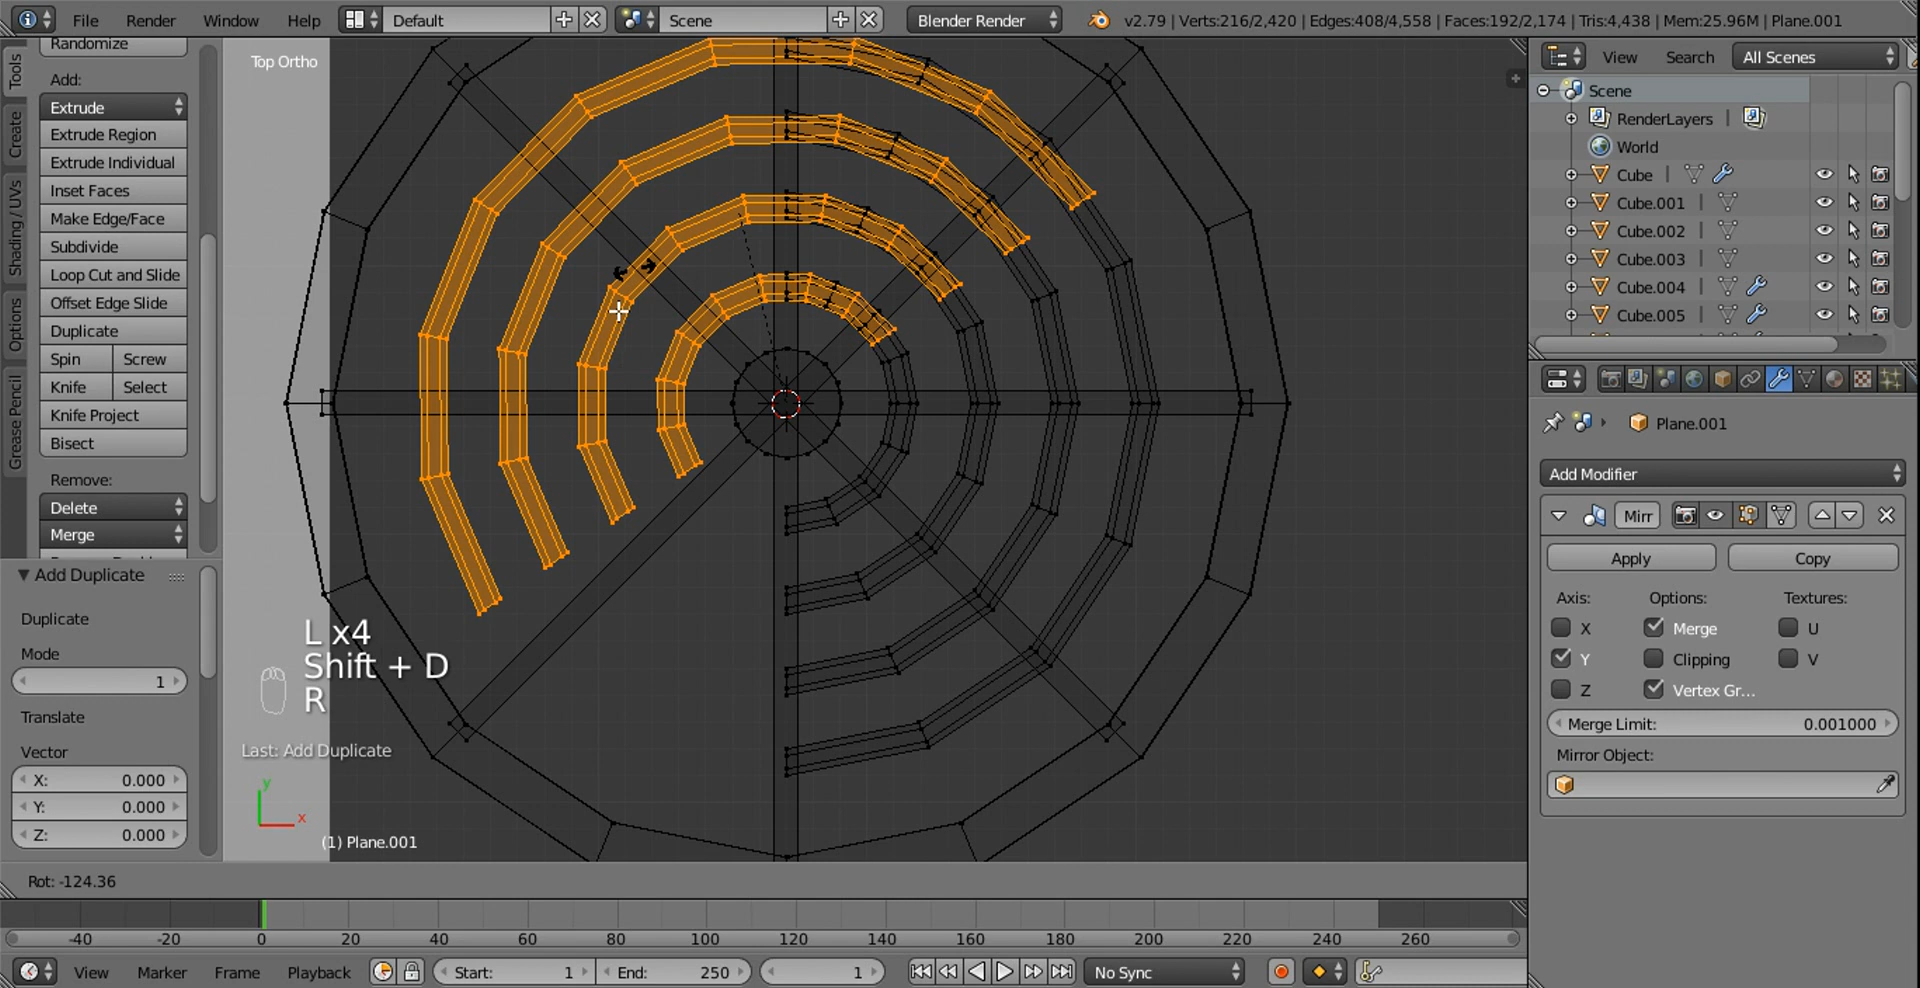 File Render Window Help Default Scene Blender Render v2.79 | Verts:216/2,420 | Edges:408/4,558 | Faces:192/2,174 | Tris:4,438 | Mem:25.96M | Plane.001
Tools
Create
Shading / UVs
Options
Grease Pencil
Randomize
Add:
Extrude
Extrude Region
Extrude Individual
Inset Faces
Make Edge/Face
Subdivide
Loop Cut and Slide
Offset Edge Slide
Duplicate
Spin Screw
Knife Select
Knife Project
Bisect
Remove:
Delete
Merge
Add Duplicate
Duplicate
Mode
1
Translate
Vector
X: 0.000
Y: 0.000
Z: 0.000
Top Ortho
L x4
Shift + D
R
Last: Add Duplicate
y
x
(1) Plane.001
Rot: -124.36
-40 -20 0 20 40 60 80 100 120 140 160 180 200 220 240 260
View Marker Frame Playback Start: 1 End: 250 1 No Sync
View Search All Scenes
Scene
RenderLayers |
World
Cube |
Cube.001 |
Cube.002 |
Cube.003 |
Cube.004 |
Cube.005 |
Plane.001
Add Modifier
Mirr
Apply Copy
Axis: Options: Textures:
X Merge U
Y Clipping V
Z Vertex Gr...
Merge Limit: 0.001000
Mirror Object: